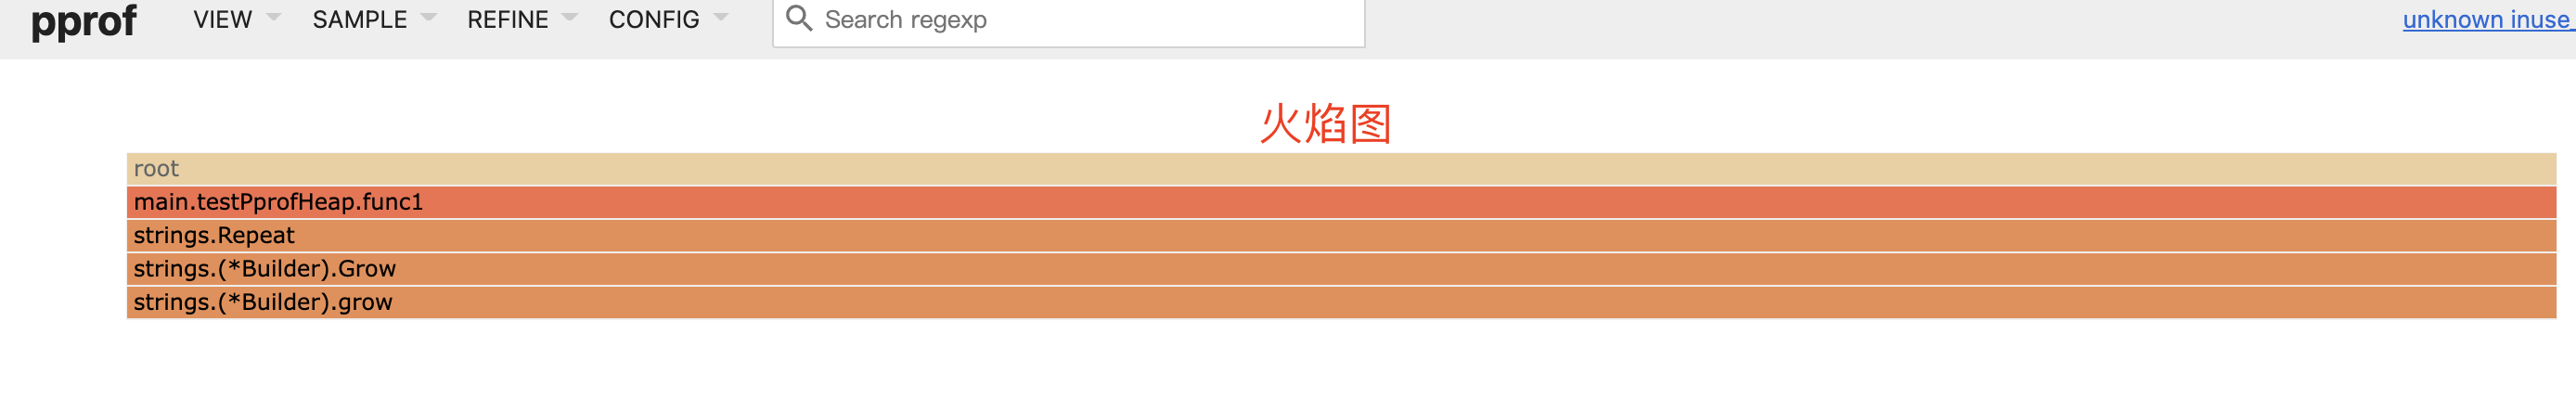 pprof VIEW SAMPLE REFINE CONFIG Search regexp unknown inuse_
火焰图
root
main.testPprofHeap.func1
strings.Repeat
strings.(*Builder).Grow
strings.(*Builder).grow